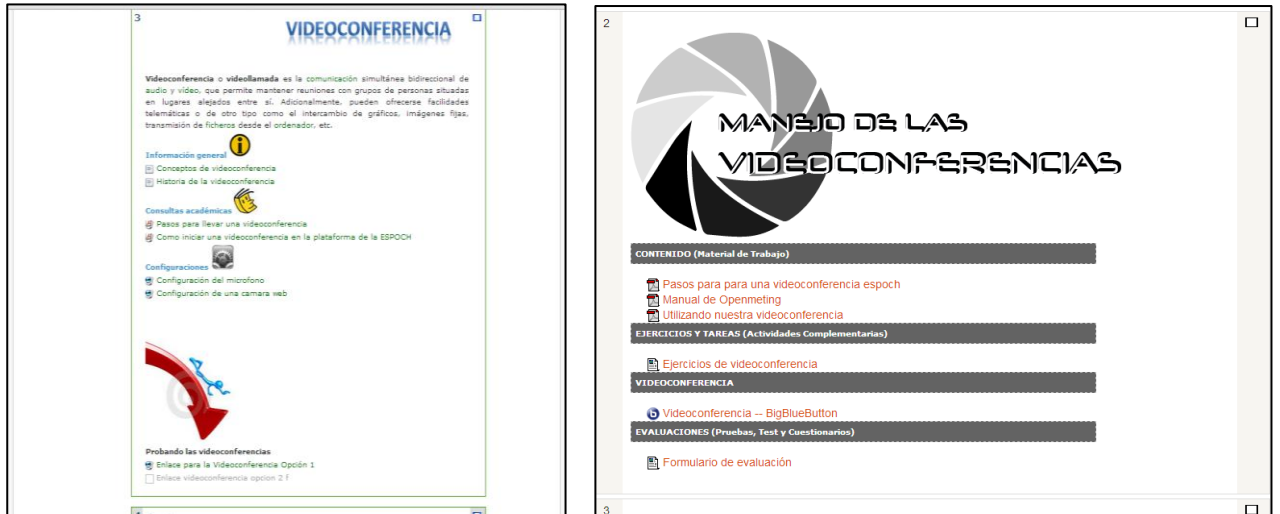 3
VIDEOCONFERENCIA
Videoconferencia o videollamada es la comunicación simultánea bidireccional de
audio y vídeo, que permite mantener reuniones con grupos de personas situadas
en lugares alejados entre sí. Adicionalmente, pueden ofrecerse facilidades
telemáticas o de otro tipo como el intercambio de gráficos, imágenes fijas,
transmisión de ficheros desde el ordenador, etc.
Información general
Conceptos de videoconferencia
Historia de la videoconferencia
Consultas académicas
Pasos para llevar una videoconferencia
Como iniciar una videoconferencia en la plataforma de la ESPOCH
Configuraciones
Configuración del microfono
Configuración de una camara web
Probando las videoconferencias
Enlace para la Videoconferencia Opción 1
Enlace videoconferencia opcion 2 f
4
2
MANEJO DE LAS
VIDEOCONFERENCIAS
CONTENIDO (Material de Trabajo)
Pasos para para una videoconferencia espoch
Manual de Openmeting
Utilizando nuestra videoconferencia
EJERCICIOS Y TAREAS (Actividades Complementarias)
Ejercicios de videoconferencia
VIDEOCONFERENCIA
Videoconferencia -- BigBlueButton
EVALUACIONES (Pruebas, Test y Cuestionarios)
Formulario de evaluación
3